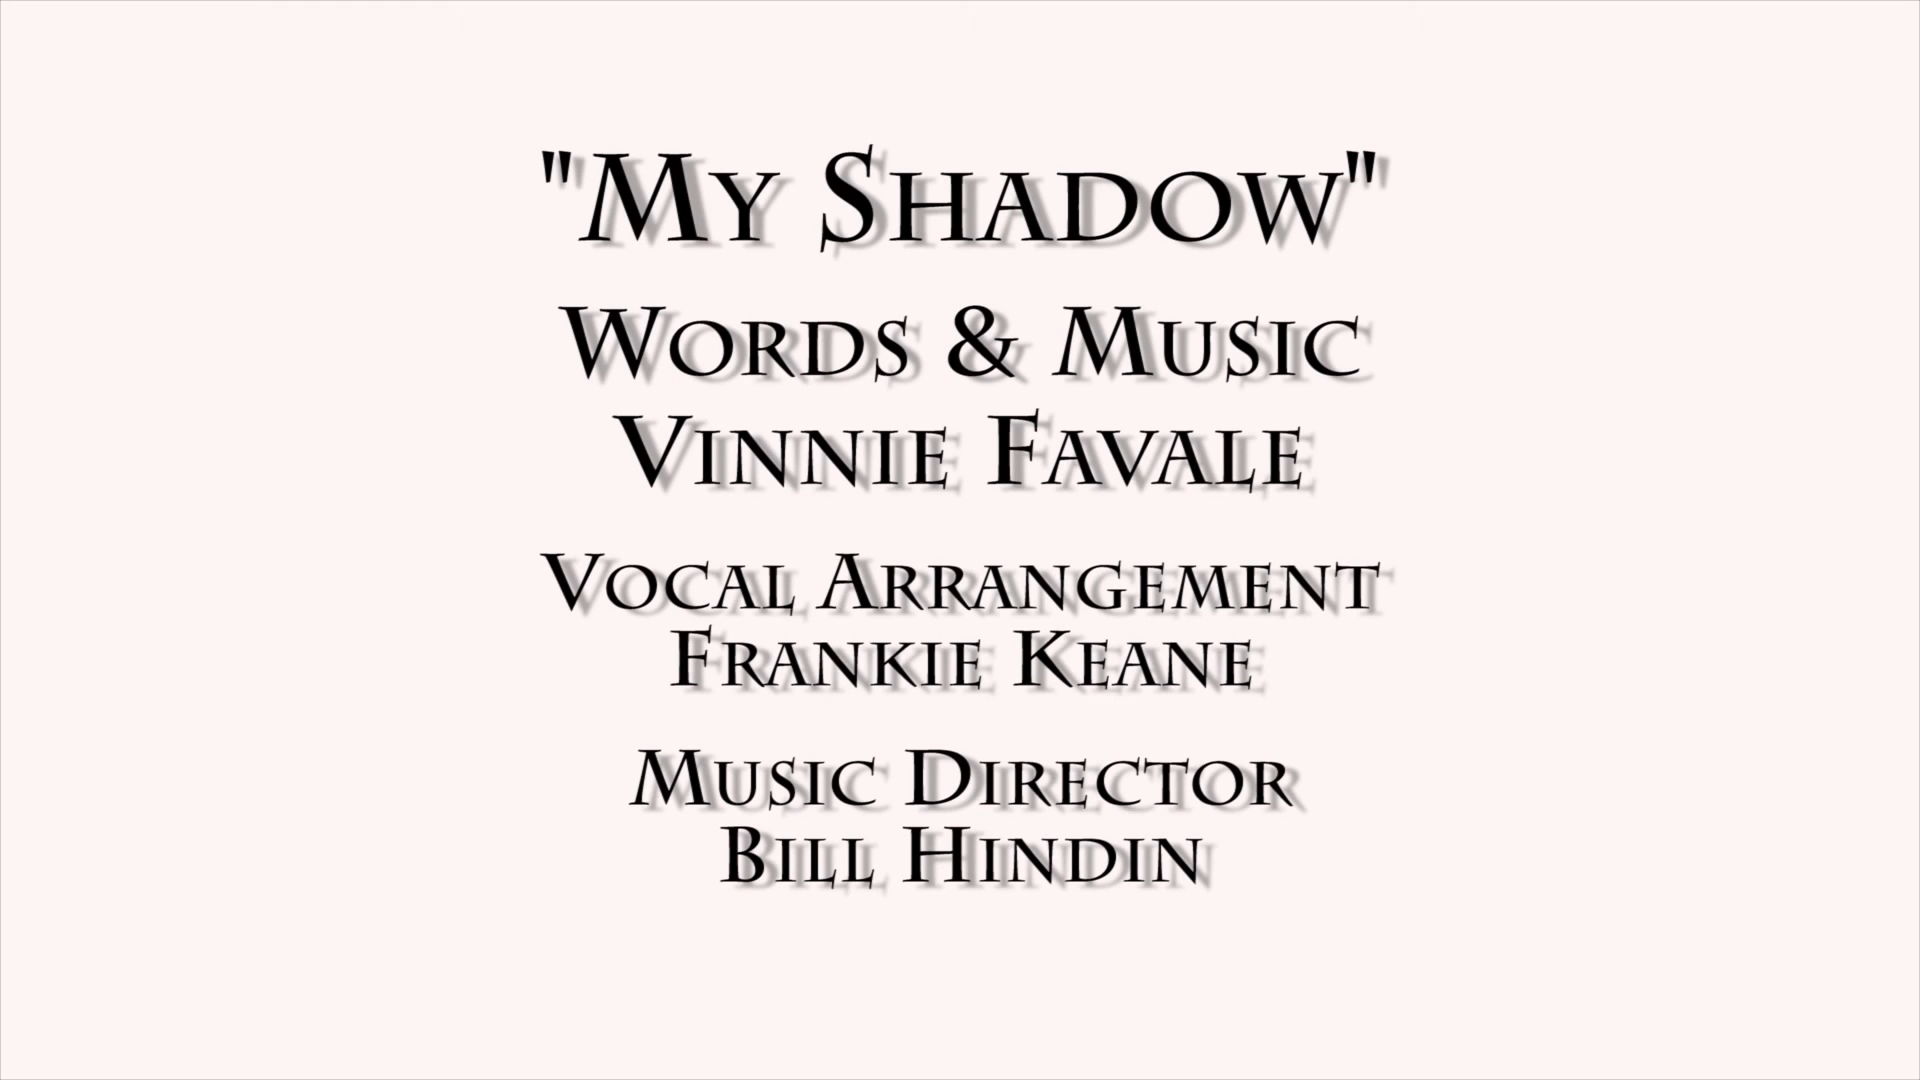 "My Shadow"
Words & Music
Vinnie Favale
Vocal Arrangement
Frankie Keane
Music Director
Bill Hindin